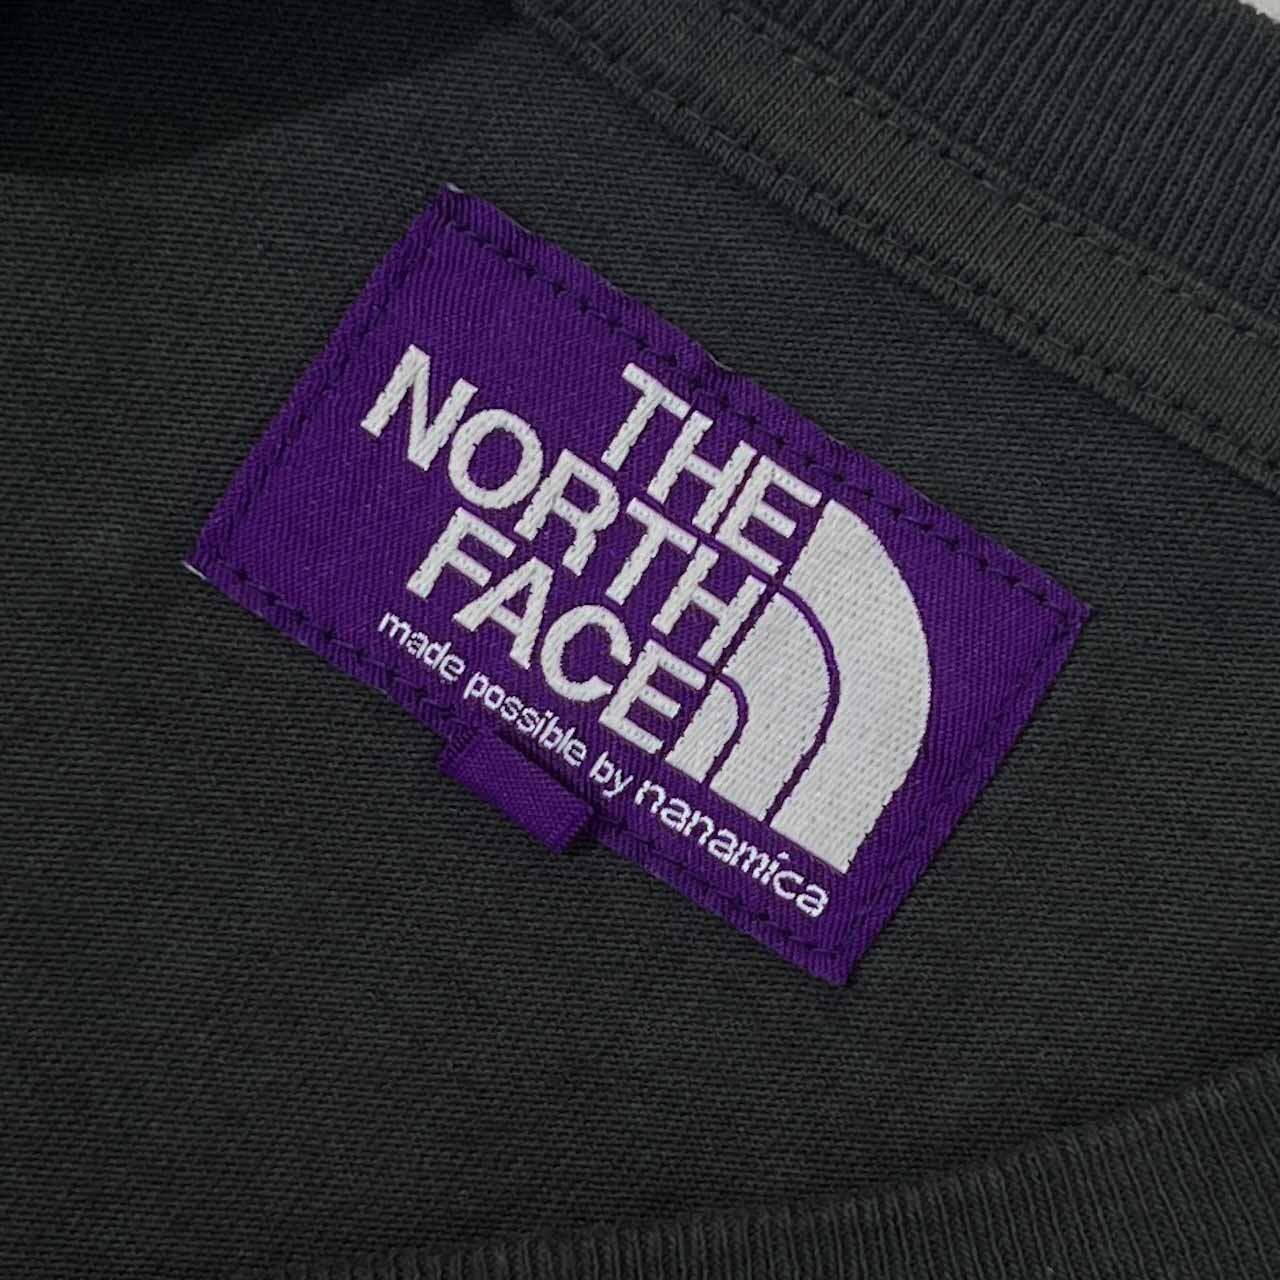 THE
NORTH
FACE
made possible by nanamica